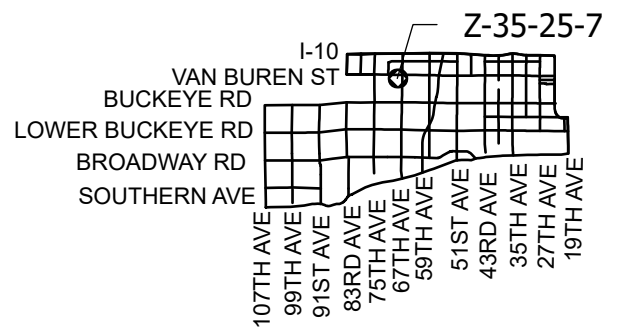 Z-35-25-7
I-10
VAN BUREN ST
BUCKEYE RD
LOWER BUCKEYE RD
BROADWAY RD
SOUTHERN AVE
107TH AVE
99TH AVE
91ST AVE
83RD AVE
75TH AVE
67TH AVE
59TH AVE
51ST AVE
43RD AVE
35TH AVE
27TH AVE
19TH AVE